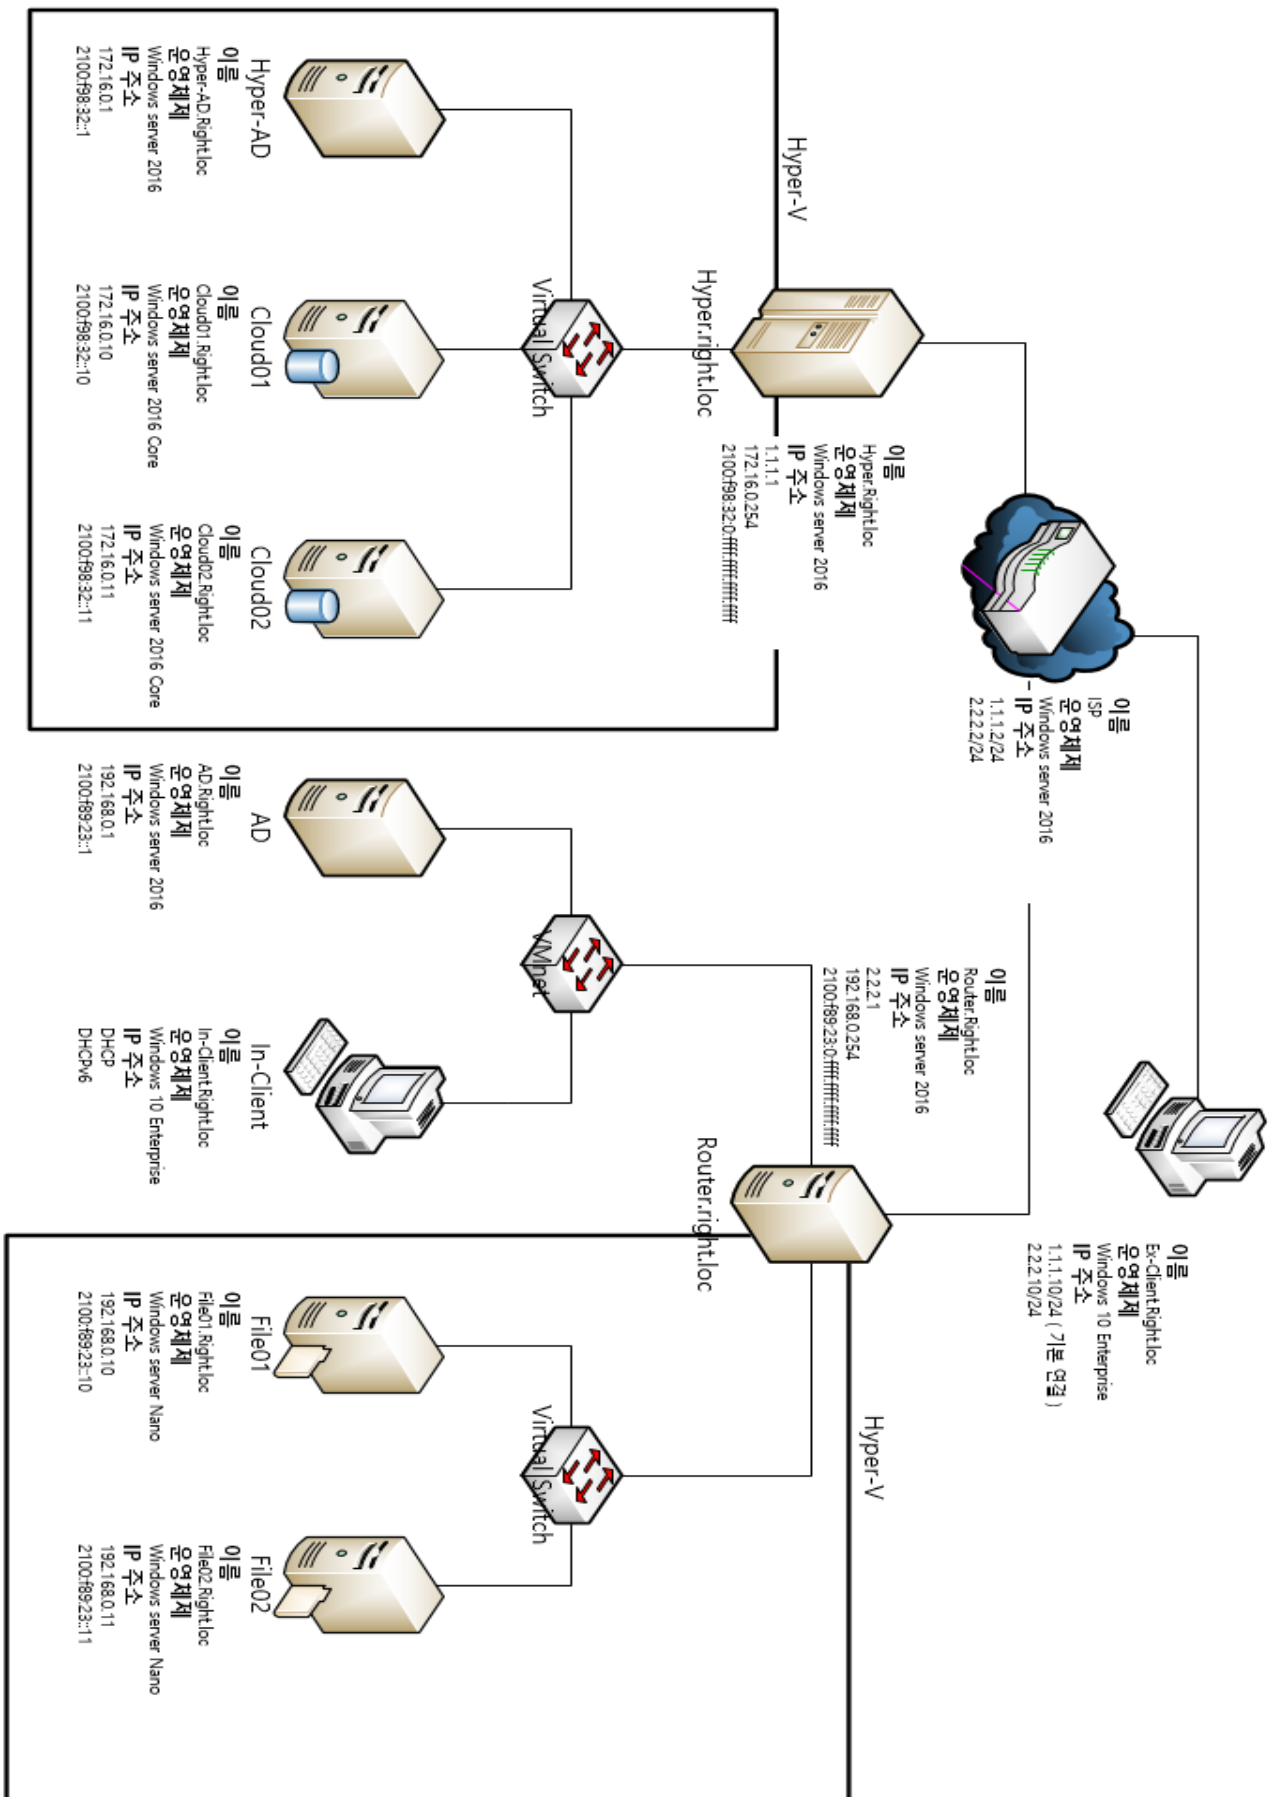 이름
Ex-Client.Right.loc
운영체제
Windows 10 Enterprise
IP 주소
1.1.1.10/24 ( 기본 연결 )
2.2.2.10/24
이름
ISP
운영체제
Windows server 2016
IP 주소
1.1.1.2/24
2.2.2.2/24
Hyper-V
Hyper.right.loc
이름
Hyper.Right.loc
운영체제
Windows server 2016
IP 주소
1.1.1.1
172.16.0.254
2100:f98:32:0:ffff:ffff:ffff:ffff
이름
Router.Right.loc
운영체제
Windows server 2016
IP 주소
2.2.2.1
192.168.0.254
2100:f89:23:0:ffff:ffff:ffff:ffff
Router.right.loc
Hyper-V
Virtual Switch
VMnet
Virtual Switch
Hyper-AD
이름
Hyper-AD.Right.loc
운영체제
Windows server 2016
IP 주소
172.16.0.1
2100:f98:32::1
Cloud01
이름
Cloud01.Right.loc
운영체제
Windows server 2016 Core
IP 주소
172.16.0.10
2100:f98:32::10
Cloud02
이름
Cloud02.Right.loc
운영체제
Windows server 2016 Core
IP 주소
172.16.0.11
2100:f98:32::11
AD
이름
AD.Right.loc
운영체제
Windows server 2016
IP 주소
192.168.0.1
2100:f89:23::1
In-Client
이름
In-Client.Right.loc
운영체제
Windows 10 Enterprise
IP 주소
DHCP
DHCPv6
File01
이름
File01.Right.loc
운영체제
Windows server Nano
IP 주소
192.168.0.10
2100:f89:23::10
File02
이름
File02.Right.loc
운영체제
Windows server Nano
IP 주소
192.168.0.11
2100:f89:23::11